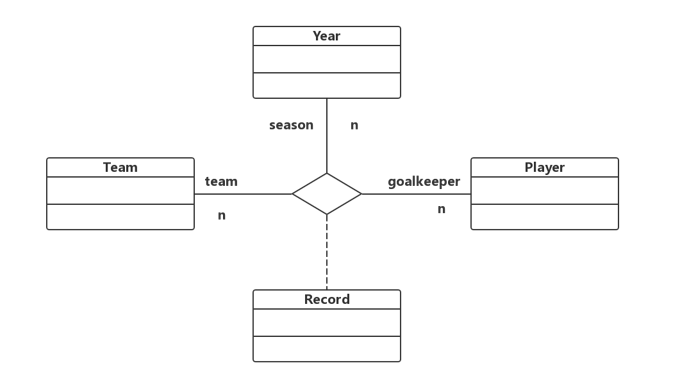 Year
season n
Team
team
n
goalkeeper
n
Player
Record